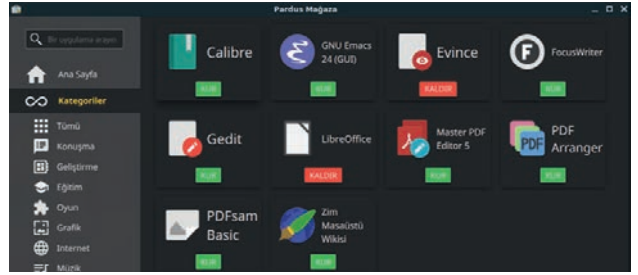 Pardus Mağaza
Bir uygulama arayın
Ana Sayfa
Kategoriler
Tümü
Konuşma
Geliştirme
Eğitim
Oyun
Grafik
Internet
Müzik
Calibre
KUR
GNU Emacs
24 (GUI)
KUR
Evince
KALDIR
FocusWriter
KUR
Gedit
KUR
LibreOffice
KALDIR
Master PDF
Editor 5
KUR
PDF
PDF
Arranger
KUR
PDFsam
Basic
KUR
Zim
Masaüstü
Wikisi
KUR